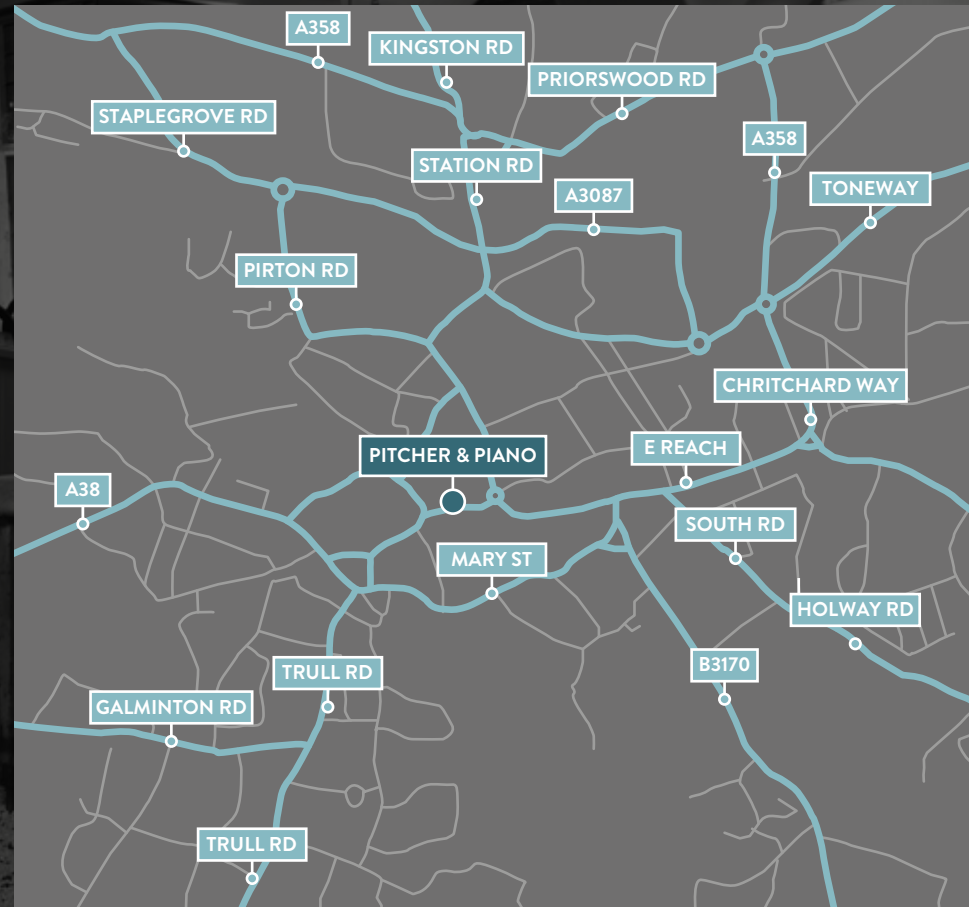 A358
KINGSTON RD
PRIORSWOOD RD
STAPLEGROVE RD
A358
STATION RD
TONEWAY
A3087
PIRTON RD
CHRITCHARD WAY
PITCHER & PIANO
E REACH
A38
SOUTH RD
MARY ST
HOLWAY RD
B3170
TRULL RD
GALMINTON RD
TRULL RD